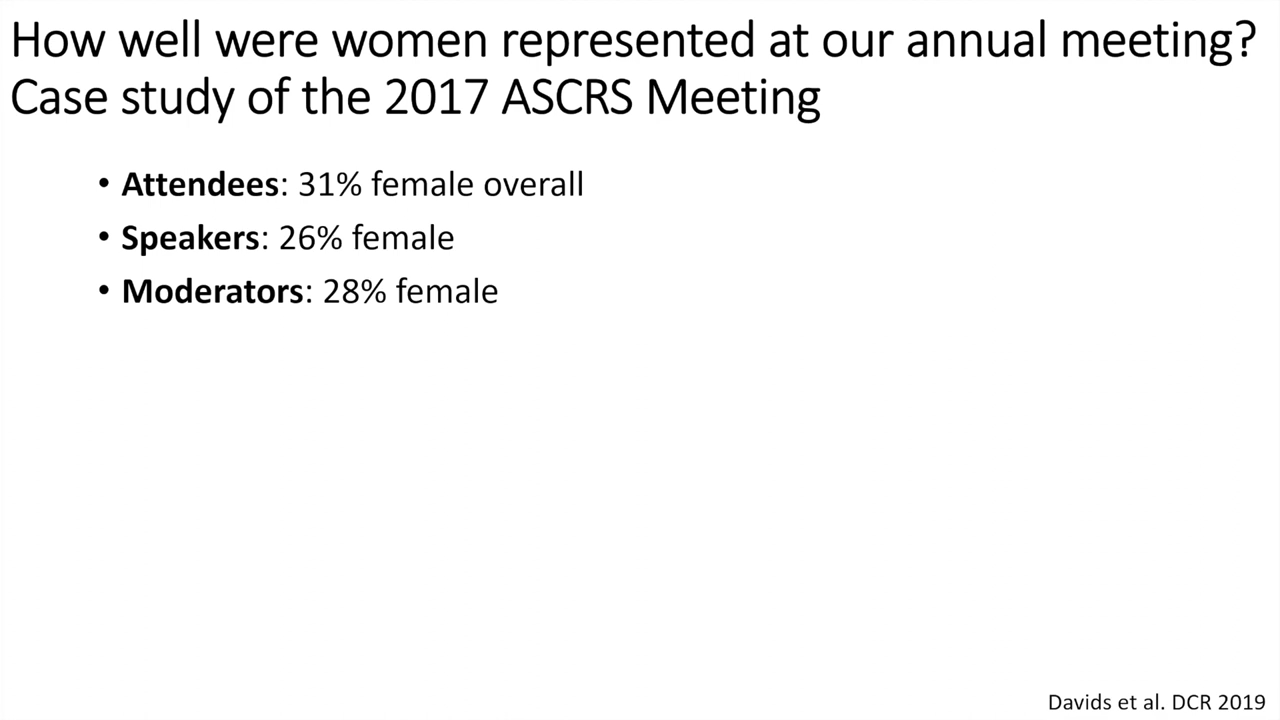 How well were women represented at our annual meeting?
Case study of the 2017 ASCRS Meeting
• Attendees: 31% female overall
• Speakers: 26% female
• Moderators: 28% female
Davids et al. DCR 2019